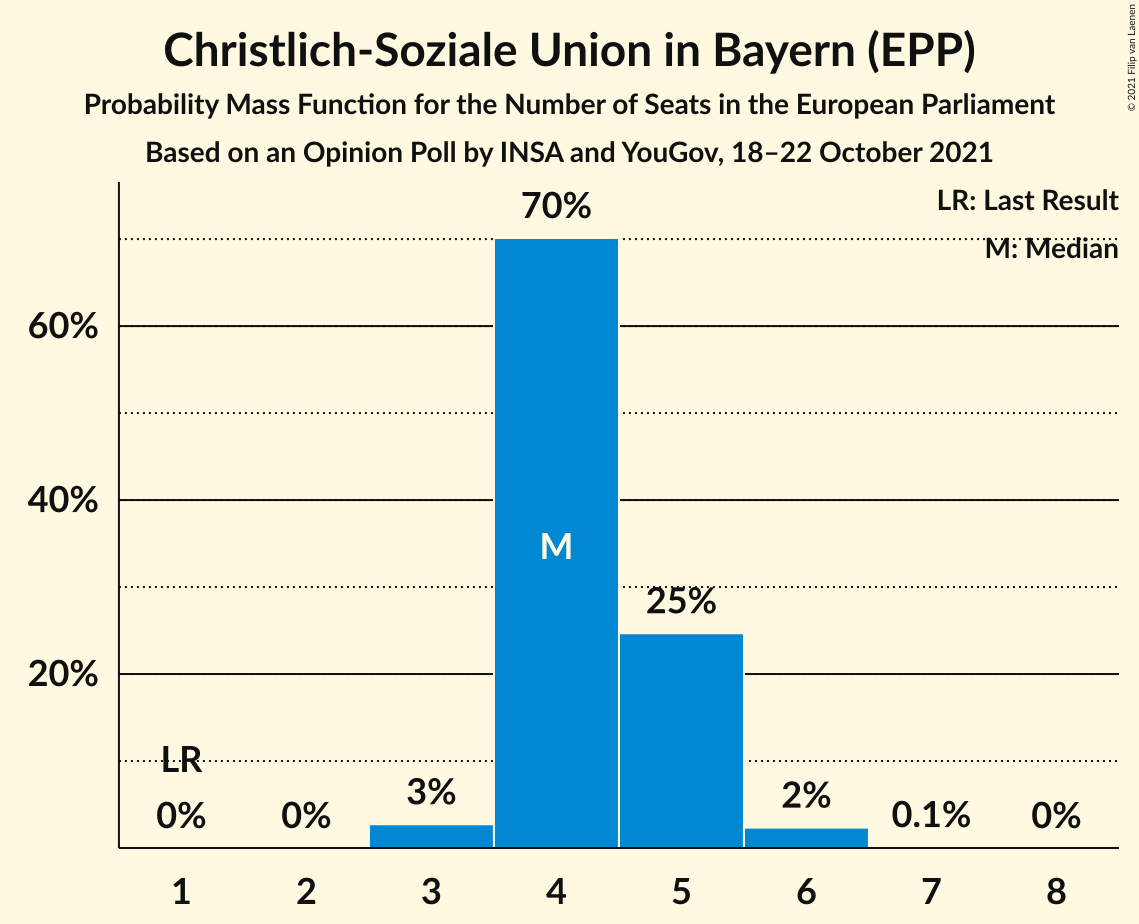 Christlich-Soziale Union in Bayern (EPP)
Probability Mass Function for the Number of Seats in the European Parliament
Based on an Opinion Poll by INSA and YouGov, 18–22 October 2021
© 2021 Filip van Laenen
LR: Last Result
M: Median
70%
60%
40%
M
25%
20%
LR
0%
0%
3%
2%
0.1%
0%
1 2 3 4 5 6 7 8